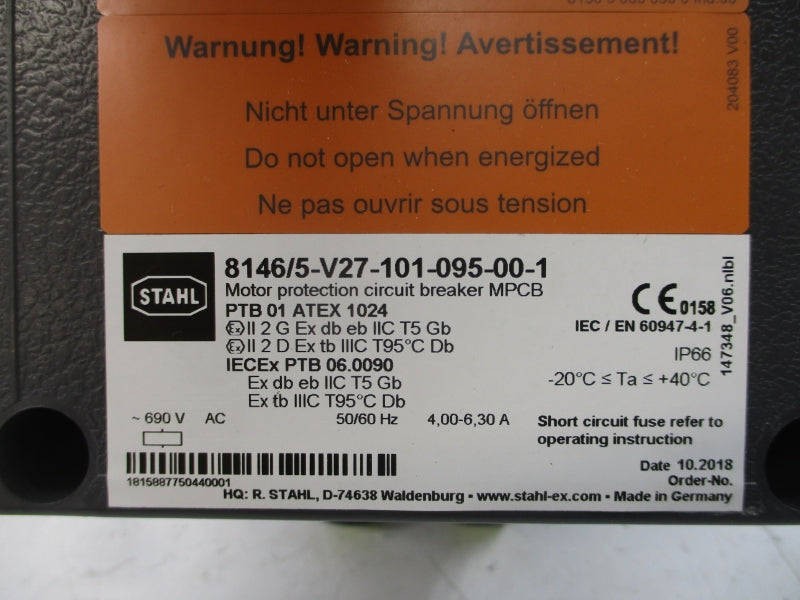 Warnung! Warning! Avertissement!
Nicht unter Spannung öffnen
Do not open when energized
Ne pas ouvrir sous tension
204083 V00
STAHL
8146/5-V27-101-095-00-1
Motor protection circuit breaker MPCB
PTB 01 ATEX 1024
Ex II 2 G Ex db eb IIC T5 Gb
Ex II 2 D Ex tb IIIC T95°C Db
IECEx PTB 06.0090
Ex db eb IIC T5 Gb
Ex tb IIIC T95°C Db
CE 0158
IEC / EN 60947-4-1
IP66
-20°C ≤ Ta ≤ +40°C
147348_V06.nlbl
~ 690 V AC 50/60 Hz 4,00-6,30 A
Short circuit fuse refer to
operating instruction
1815887750440001
Date 10.2018
Order-No.
HQ: R. STAHL, D-74638 Waldenburg • www.stahl-ex.com • Made in Germany